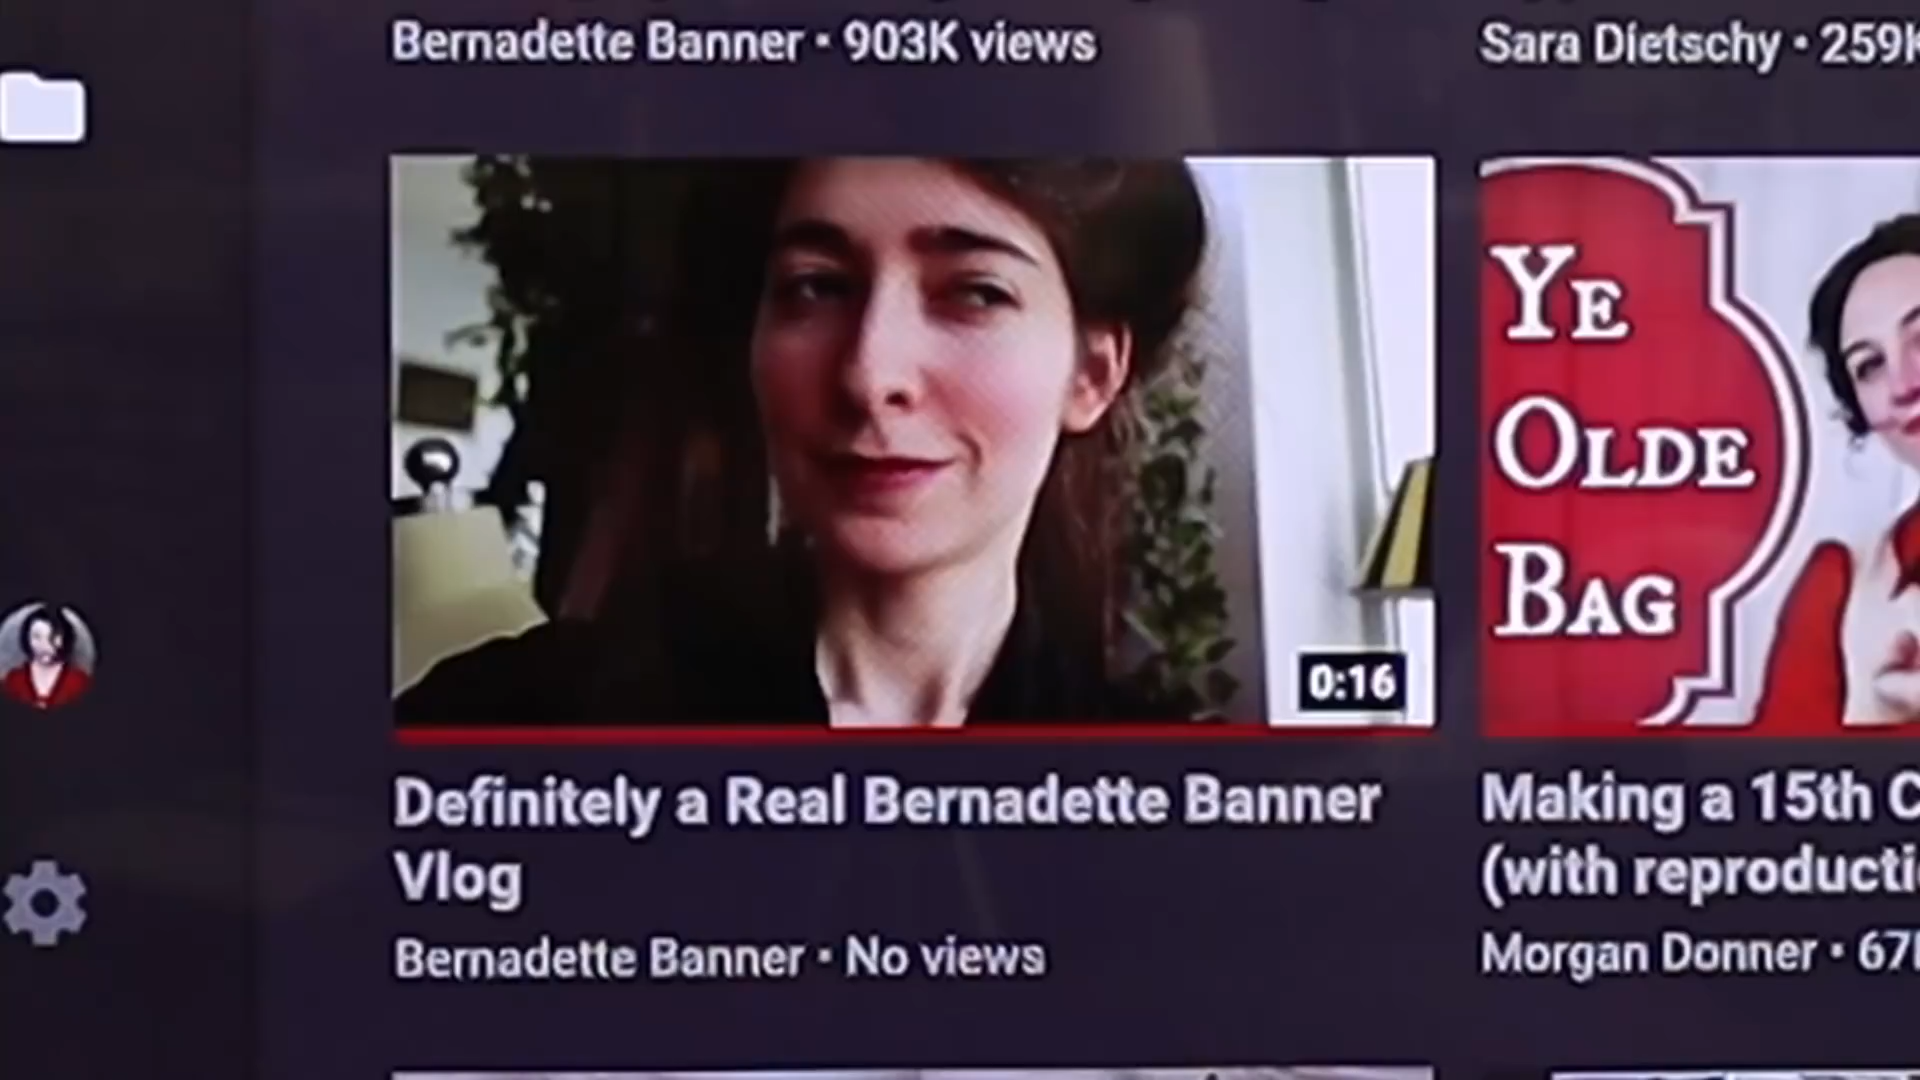 Bernadette Banner • 903K views
Sara Dietschy • 259K
YE
OLDE
BAG
0:16
Definitely a Real Bernadette Banner
Vlog
Bernadette Banner • No views
Making a 15th C
(with reproducti
Morgan Donner • 67